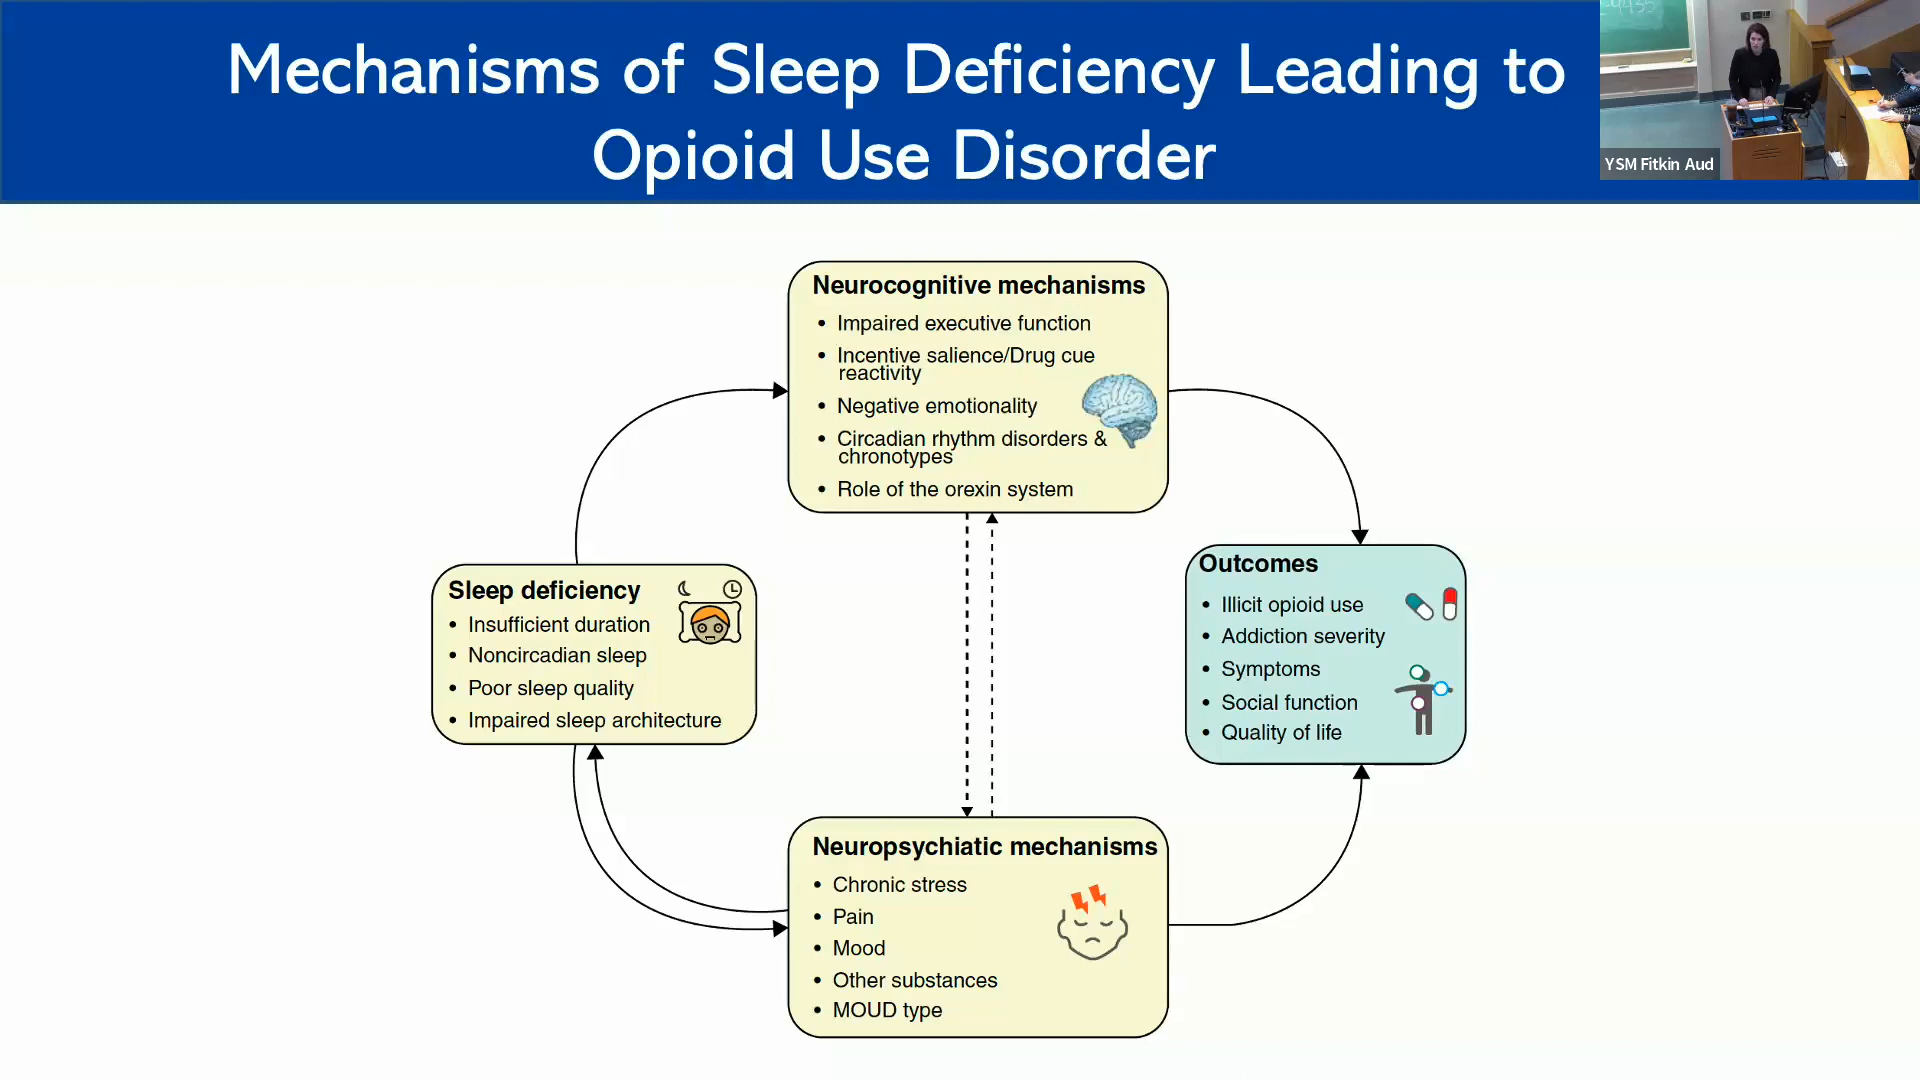 Mechanisms of Sleep Deficiency Leading to
Opioid Use Disorder
YSM Fitkin Aud
Neurocognitive mechanisms
• Impaired executive function
• Incentive salience/Drug cue
reactivity
• Negative emotionality
• Circadian rhythm disorders &
chronotypes
• Role of the orexin system
Sleep deficiency
• Insufficient duration
• Noncircadian sleep
• Poor sleep quality
• Impaired sleep architecture
Outcomes
• Illicit opioid use
• Addiction severity
• Symptoms
• Social function
• Quality of life
Neuropsychiatic mechanisms
• Chronic stress
• Pain
• Mood
• Other substances
• MOUD type